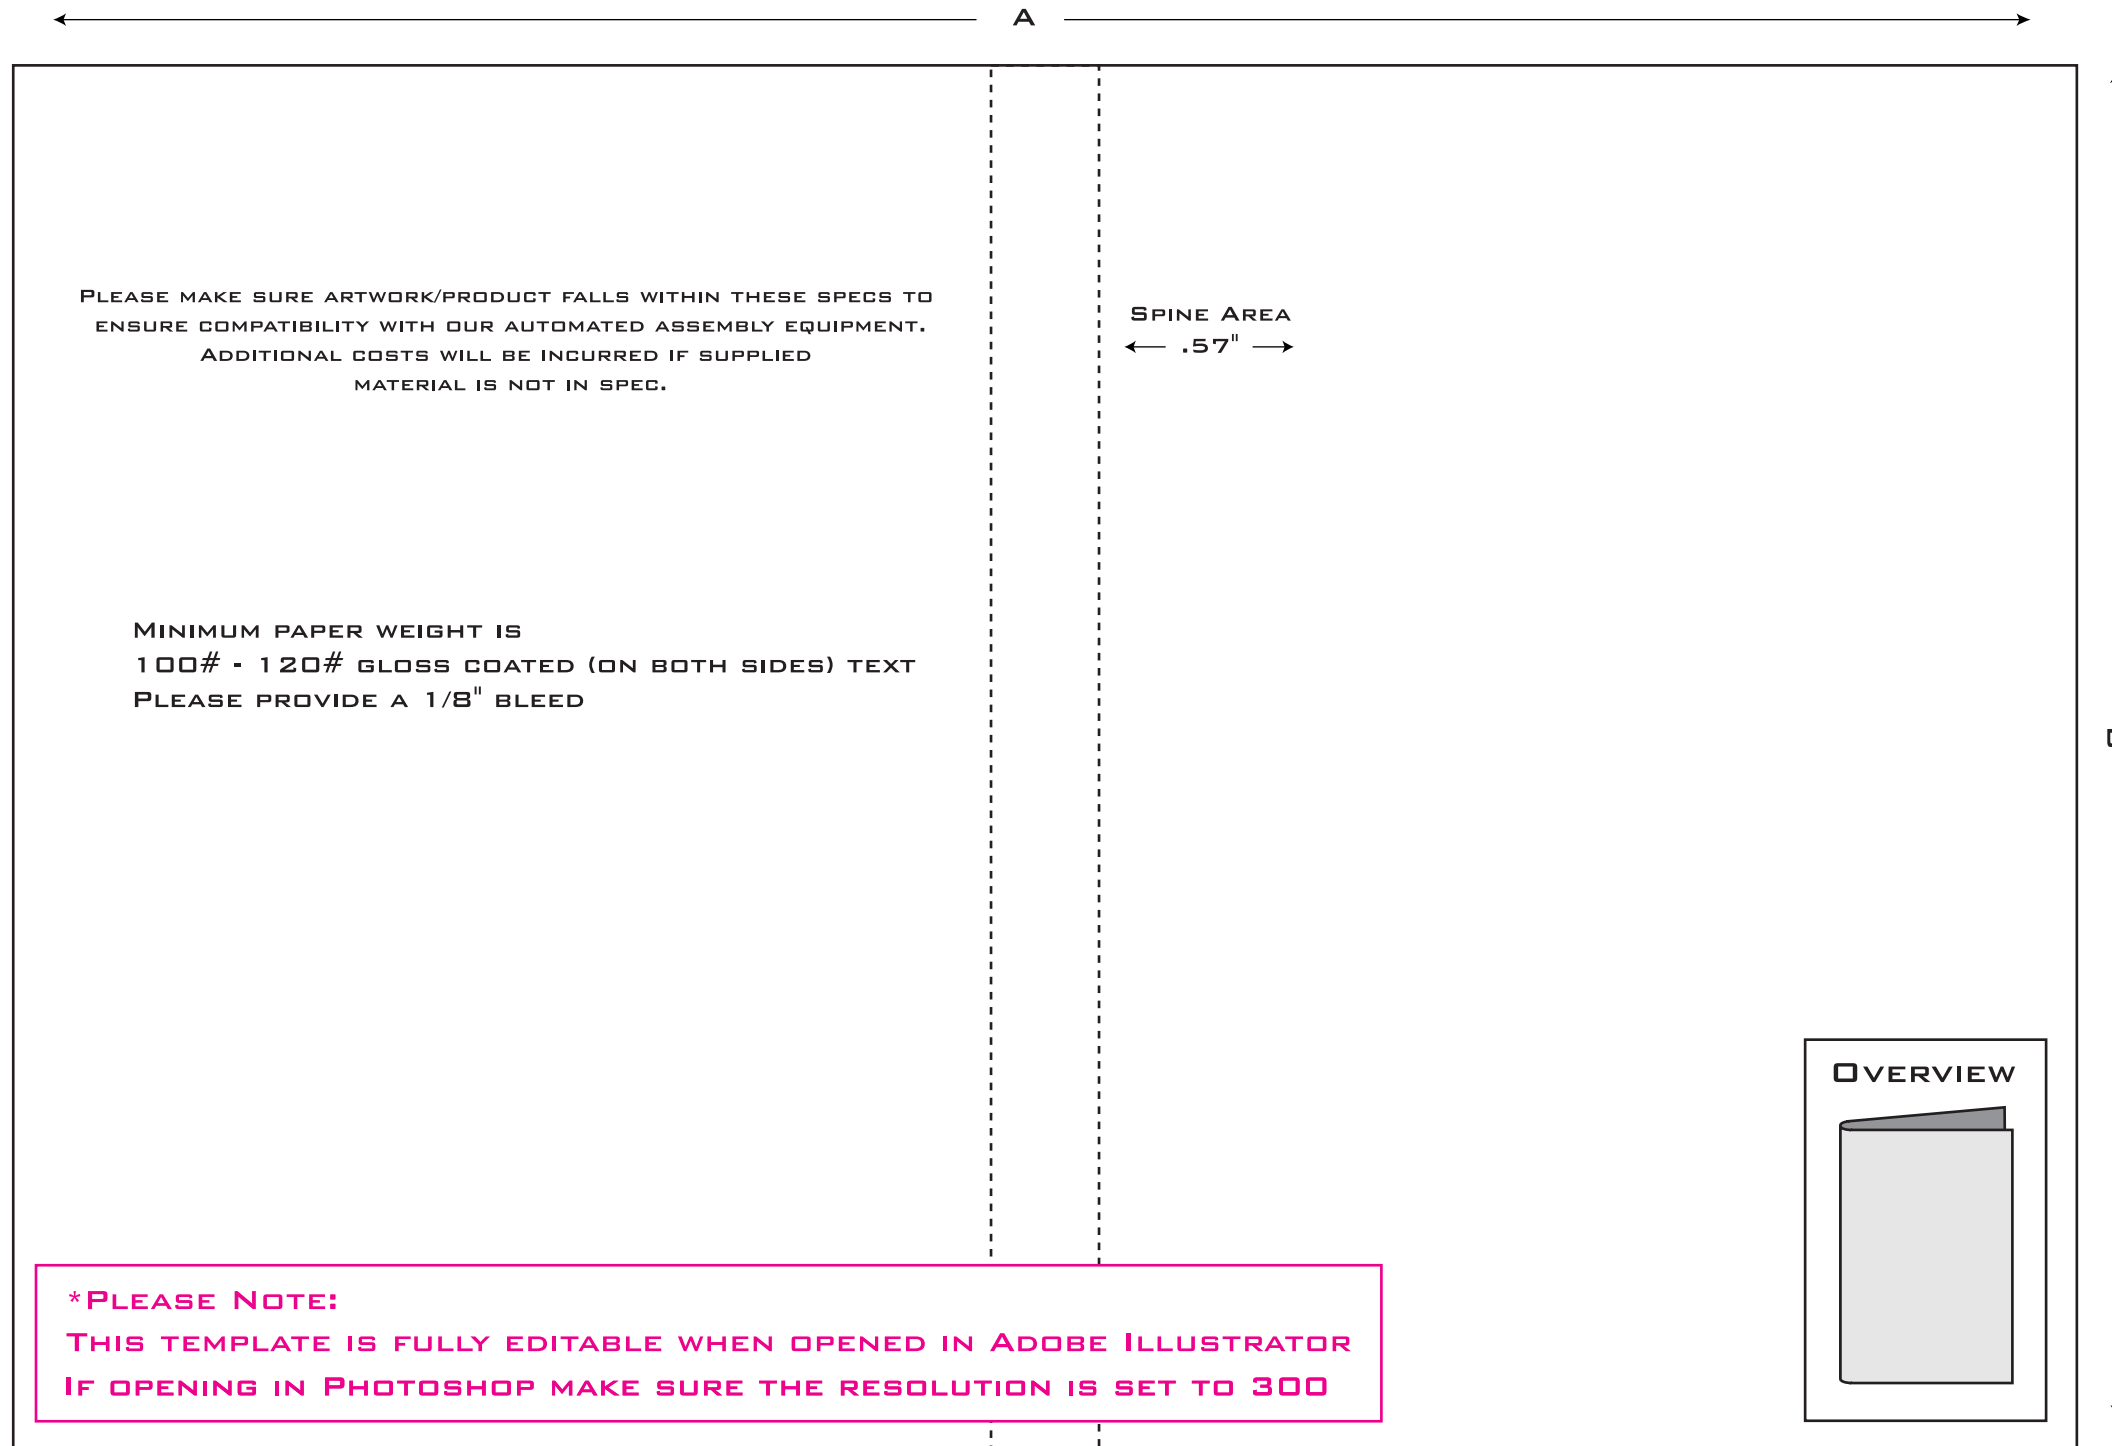 A
Please make sure artwork/product falls within these specs to
ensure compatibility with our automated assembly equipment.
Additional costs will be incurred if supplied
material is not in spec.
Spine Area
.57"
Minimum paper weight is
100# - 120# gloss coated (on both sides) text
Please provide a 1/8" bleed
Overview
*Please Note:
This template is fully editable when opened in Adobe Illustrator
If opening in Photoshop make sure the resolution is set to 300